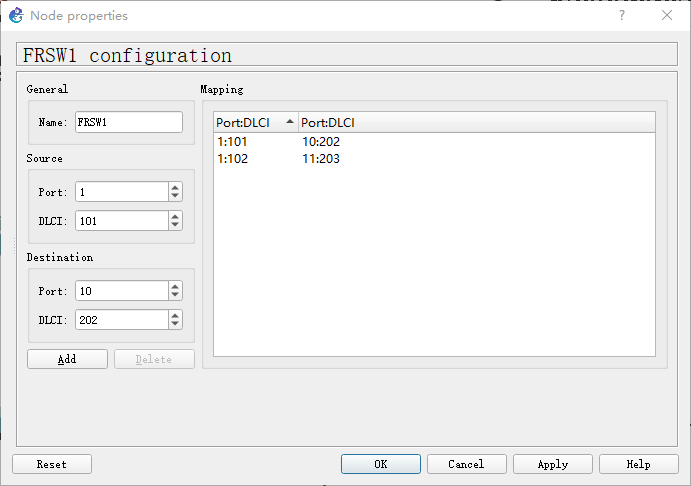 Node properties
FRSW1 configuration
General
Name: FRSW1
Source
Port: 1
DLCI: 101
Destination
Port: 10
DLCI: 202
Add Delete
Mapping
Port:DLCI Port:DLCI
1:101 10:202
1:102 11:203
Reset OK Cancel Apply Help